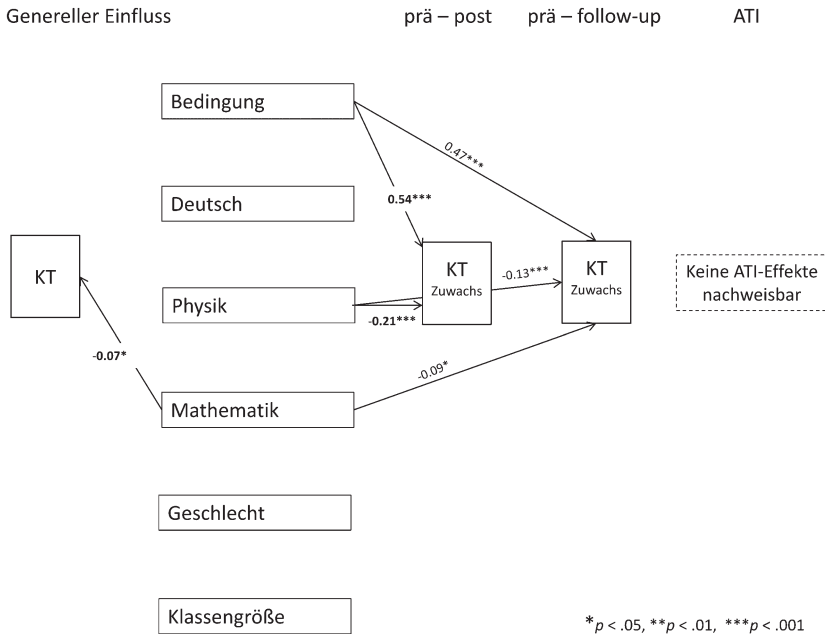 Genereller Einfluss prä – post prä – follow-up ATI
Bedingung
0.47***
0.54***
Deutsch
KT
KT
Zuwachs
-0.13***
KT
Zuwachs
Keine ATI-Effekte
nachweisbar
Physik
-0.21***
-0.07*
-0.09*
Mathematik
Geschlecht
Klassengröße
*p < .05, **p < .01, ***p < .001